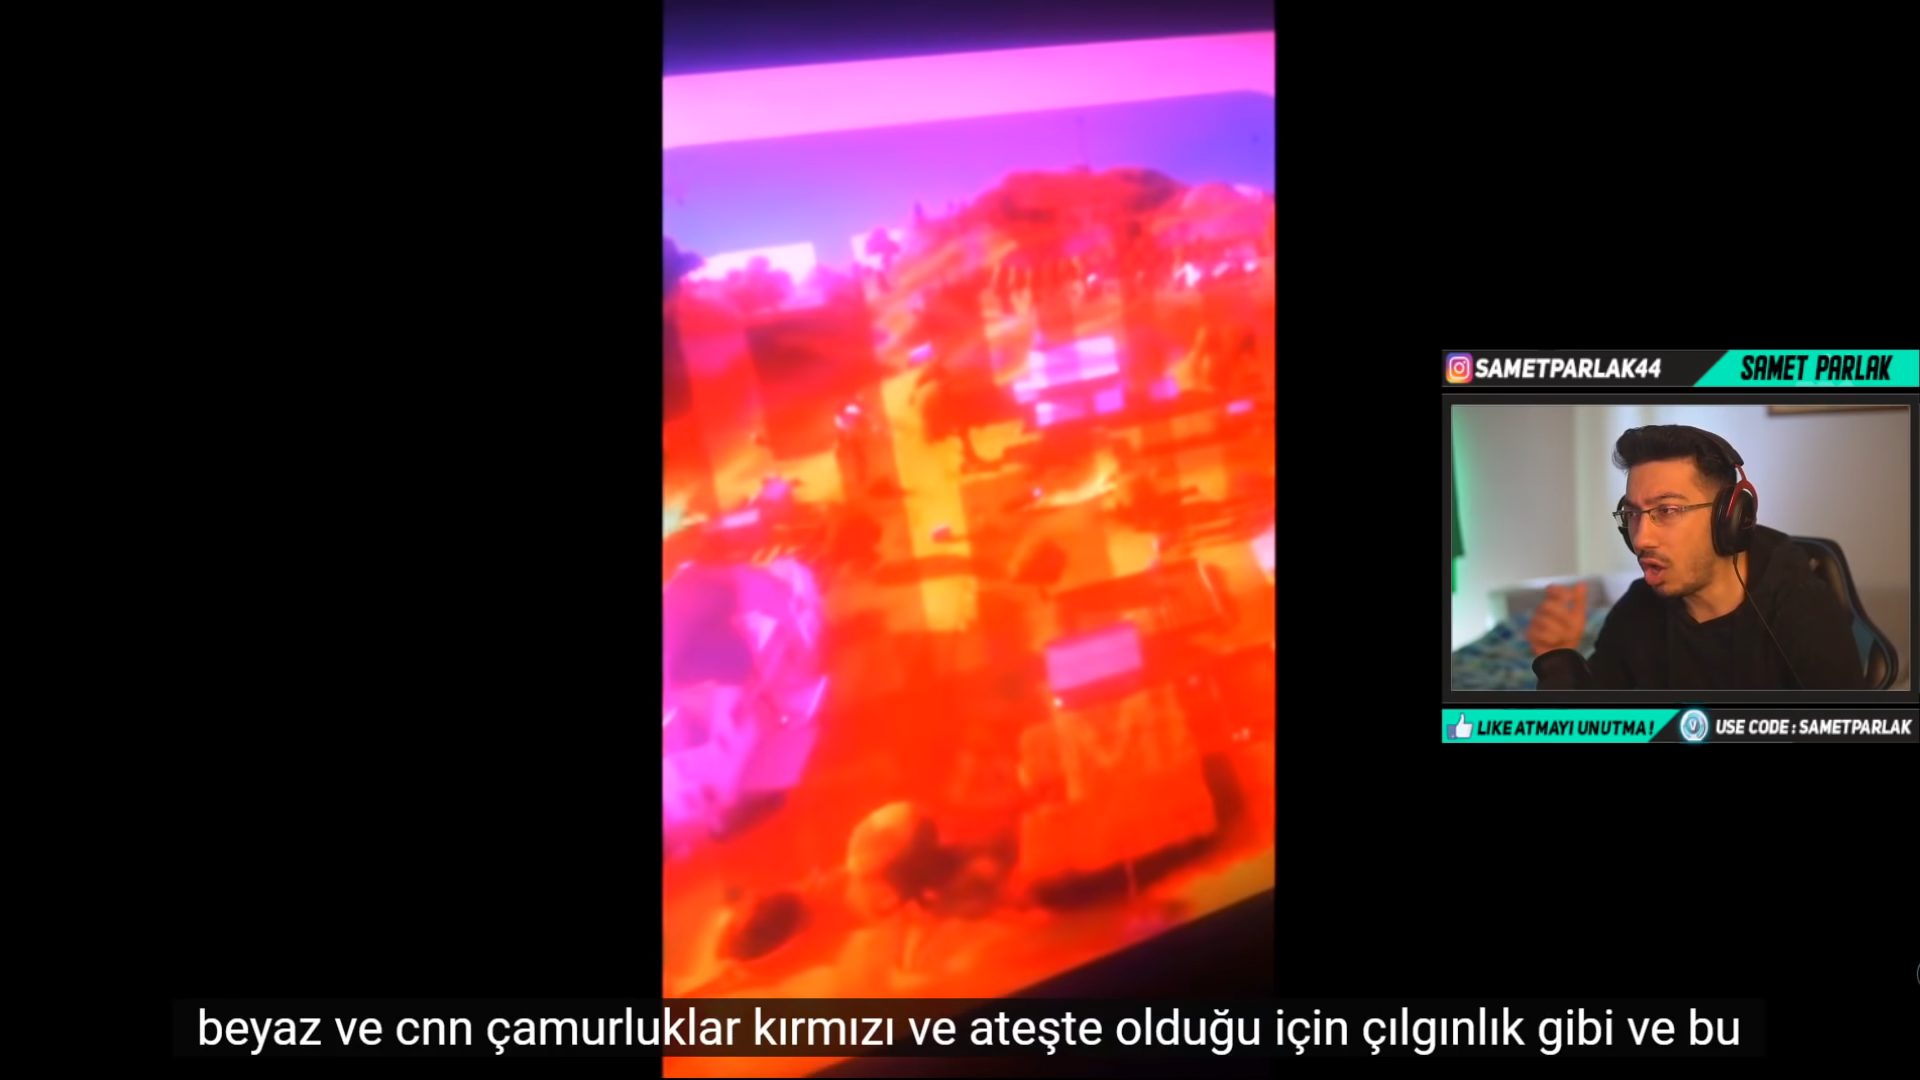 SAMETPARLAK44
SAMET PARLAK
LIKE ATMAYI UNUTMA!
USE CODE: SAMETPARLAK
beyaz ve cnn çamurluklar kırmızı ve ateşte olduğu için çılgınlık gibi ve bu